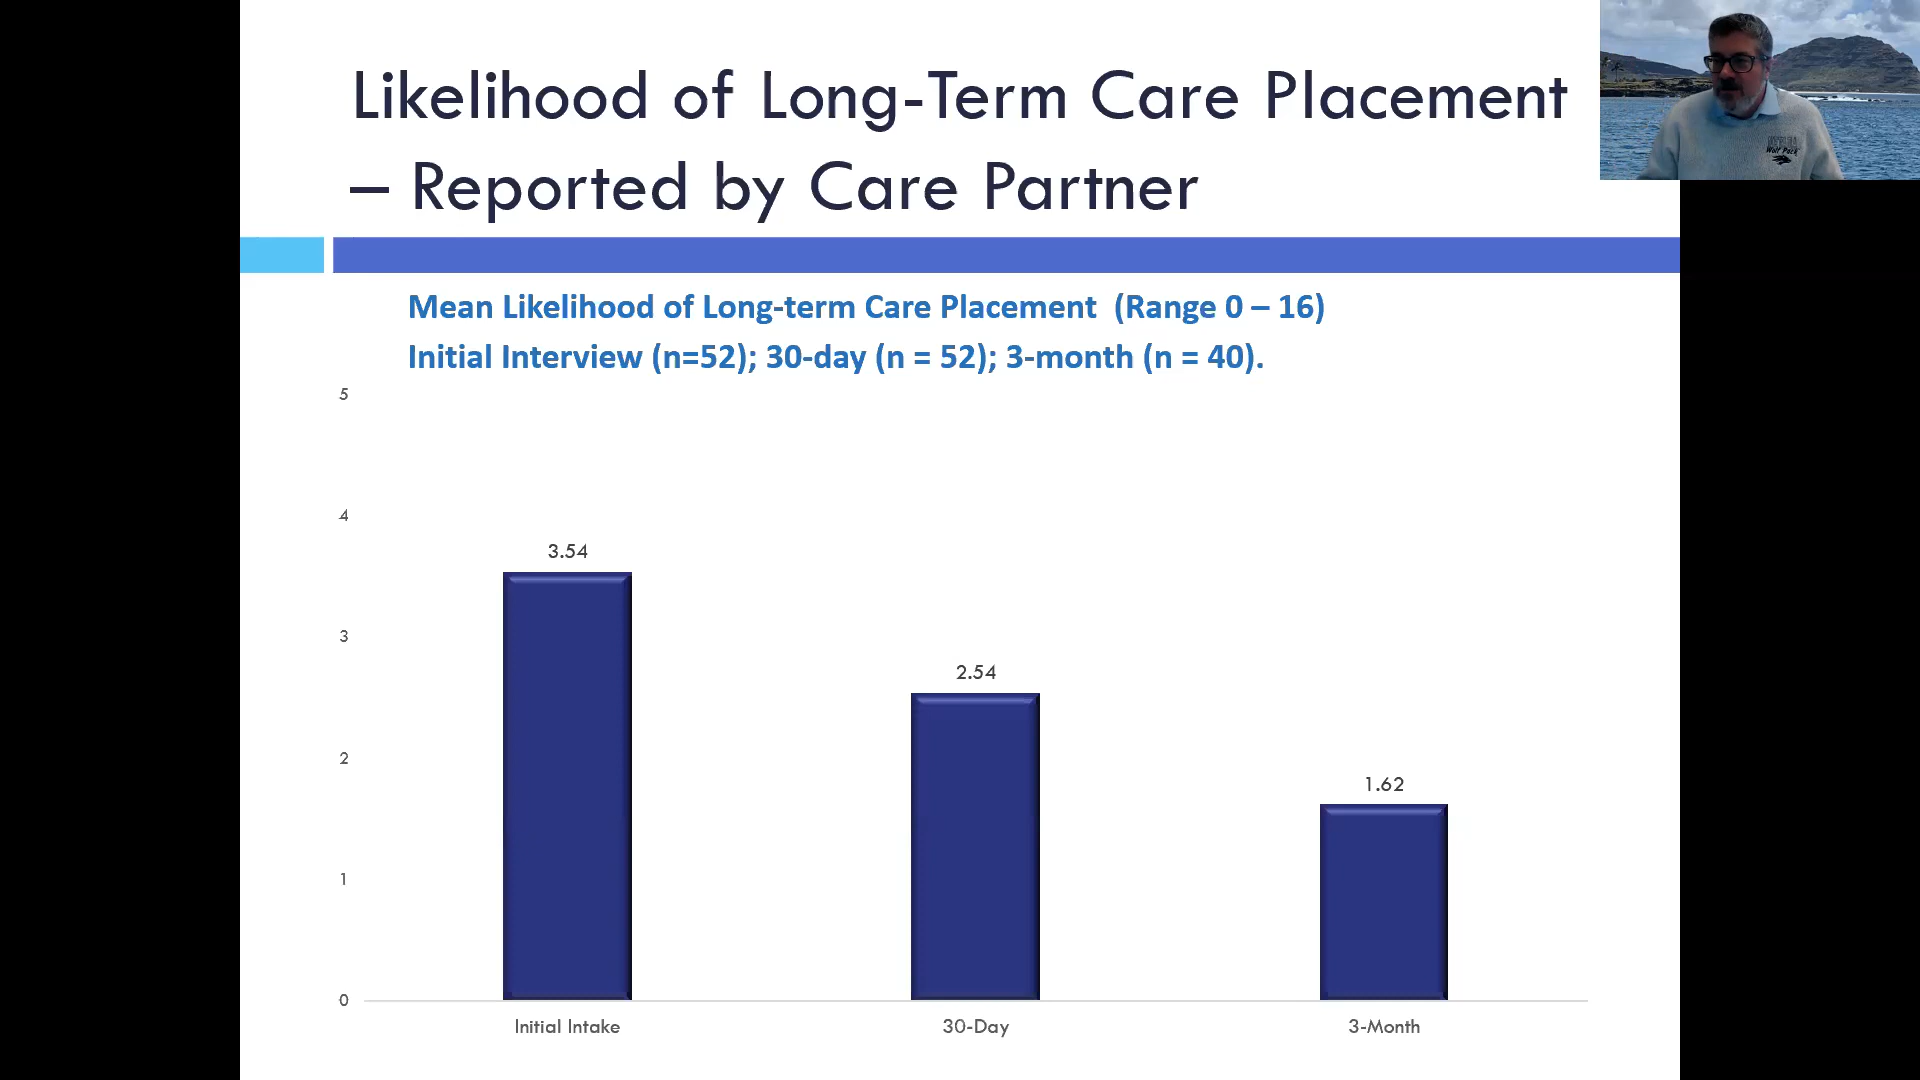 Likelihood of Long-Term Care Placement
– Reported by Care Partner
Mean Likelihood of Long-term Care Placement (Range 0 – 16)
Initial Interview (n=52); 30-day (n = 52); 3-month (n = 40).
5
4
3
2
1
0
3.54
2.54
1.62
Initial Intake
30-Day
3-Month
Wolf Pack